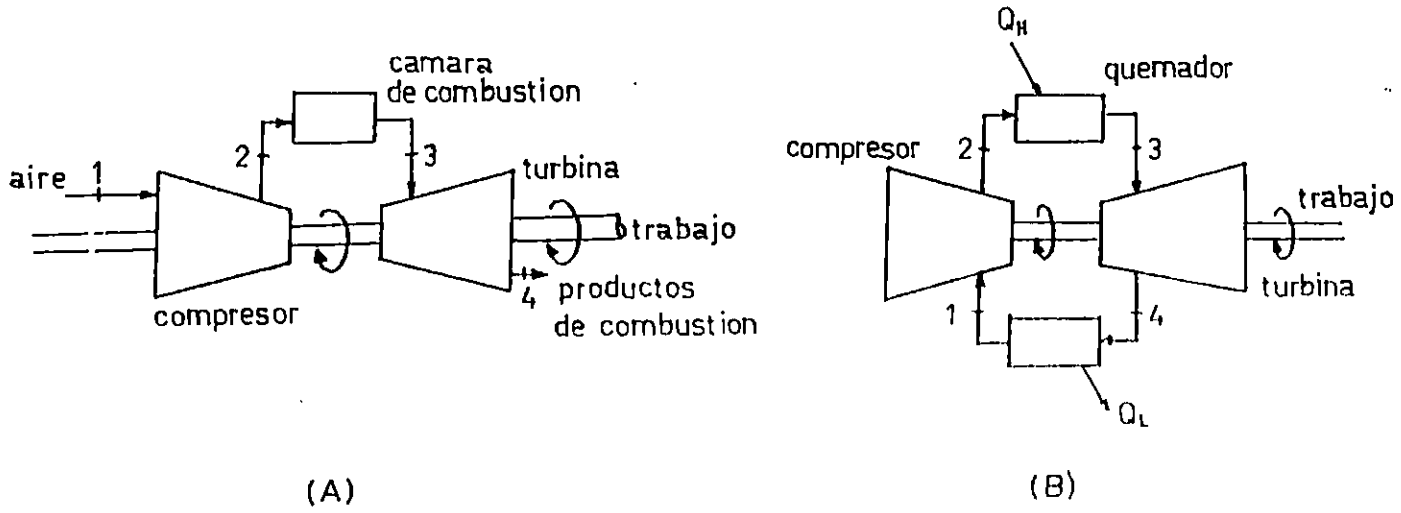 camara
de combustion
2
3
aire
1
turbina
trabajo
4
productos
de combustion
compresor
(A)
QH
quemador
compresor
2
3
trabajo
turbina
1
4
QL
(B)